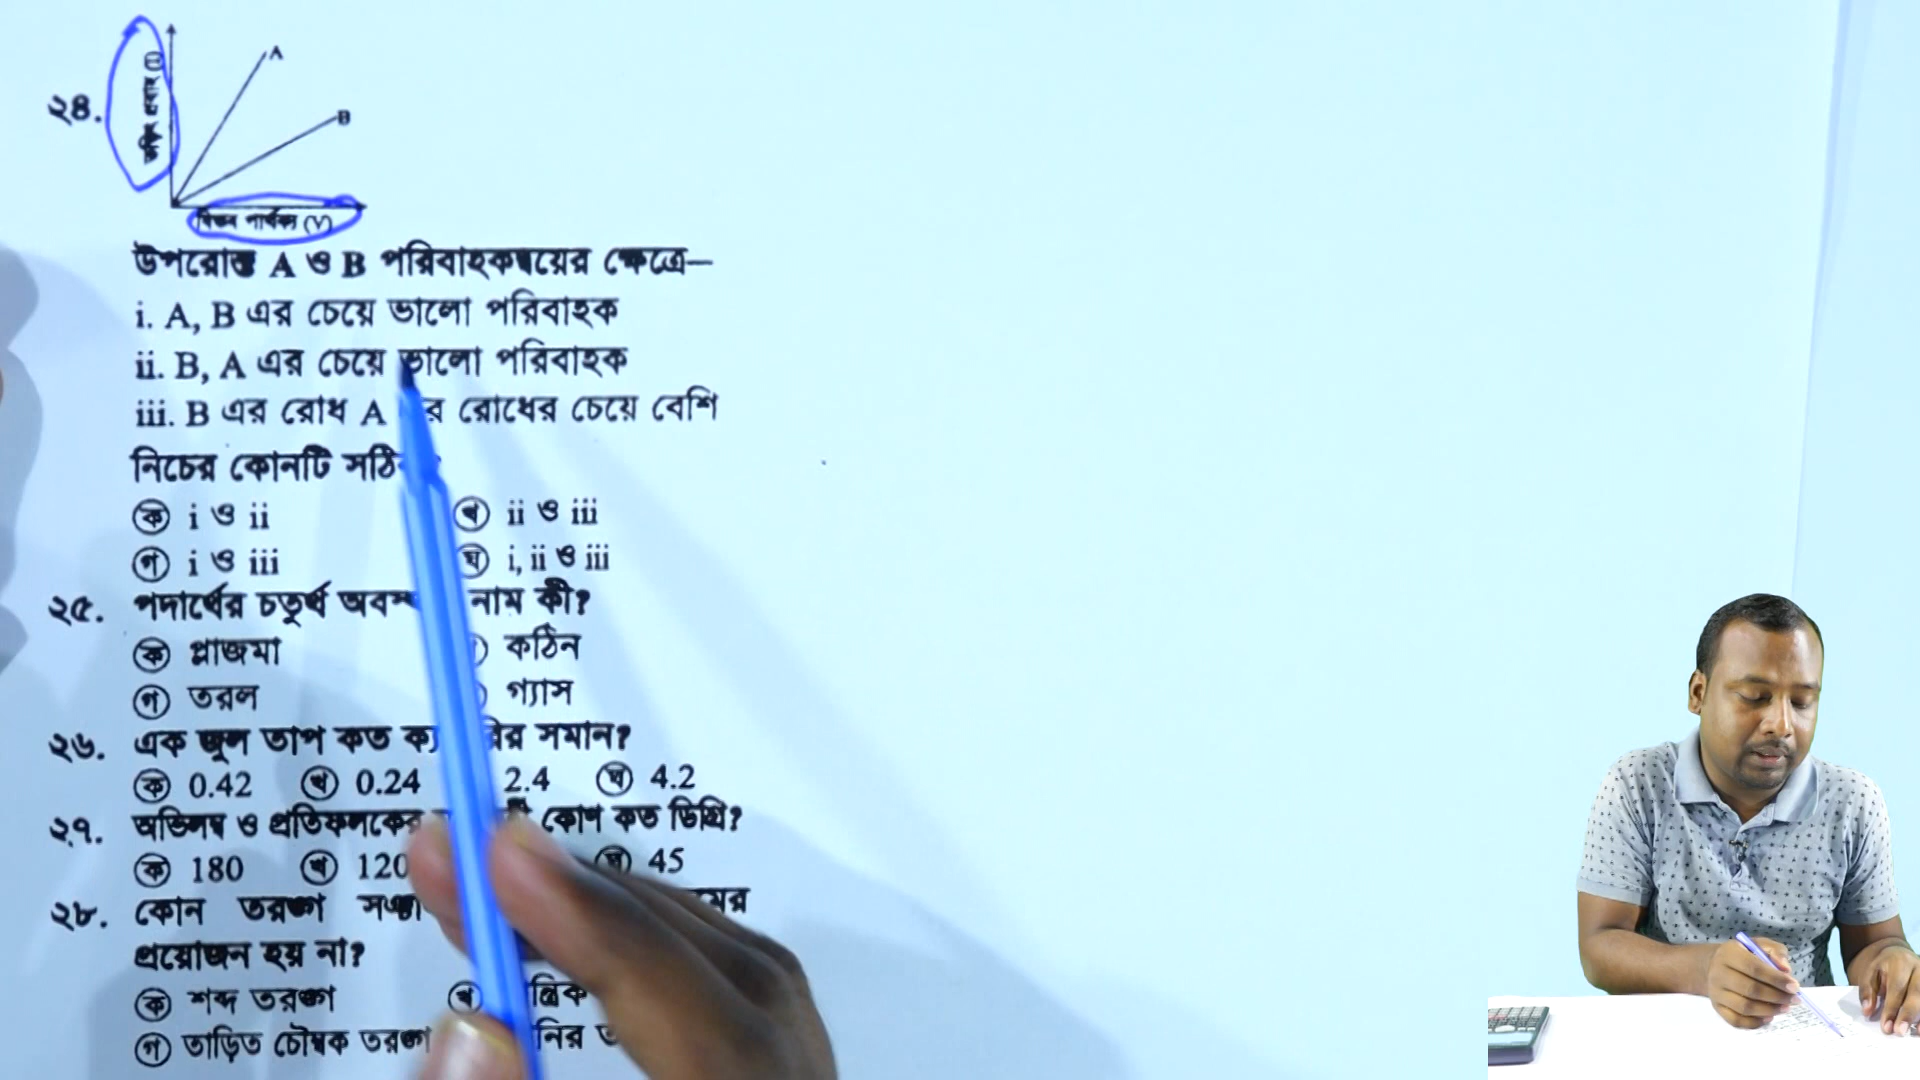 ২৪.
তড়িৎ প্রবাহ (I)
A
B
বিভব পার্থক্য (V)
উপরোক্ত A ও B পরিবাহকদ্বয়ের ক্ষেত্রে—
i. A, B এর চেয়ে ভালো পরিবাহক
ii. B, A এর চেয়ে ভালো পরিবাহক
iii. B এর রোধ A র রোধের চেয়ে বেশি
নিচের কোনটি সঠি
ক i ও ii খ ii ও iii
গ i ও iii ঘ i, ii ও iii
২৫. পদার্থের চতুর্থ নাম কী?
ক প্লাজমা কঠিন
গ তরল গ্যাস
২৬. এক জুল তাপ কত সমান?
ক 0.42 খ 0.24 2.4 ঘ 4.2
২৭. অভিলম্ব ও প্রতিফলকের কোণ কত ডিগ্রি?
ক 180 খ 120 ঘ 45
২৮. কোন তরঙ্গ
প্রয়োজন হয় না?
ক শব্দ তরঙ্গ খ
গ তাড়িত চৌম্বক তরঙ্গ